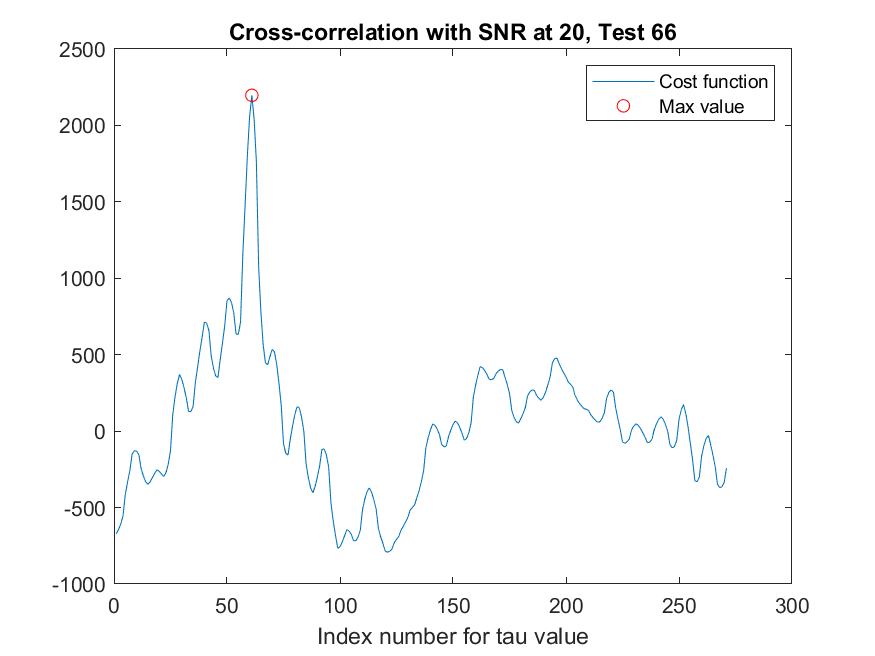 Cross-correlation with SNR at 20, Test 66
2500
2000
1500
1000
500
0
-500
-1000
0 50 100 150 200 250 300
Index number for tau value
Cost function
Max value